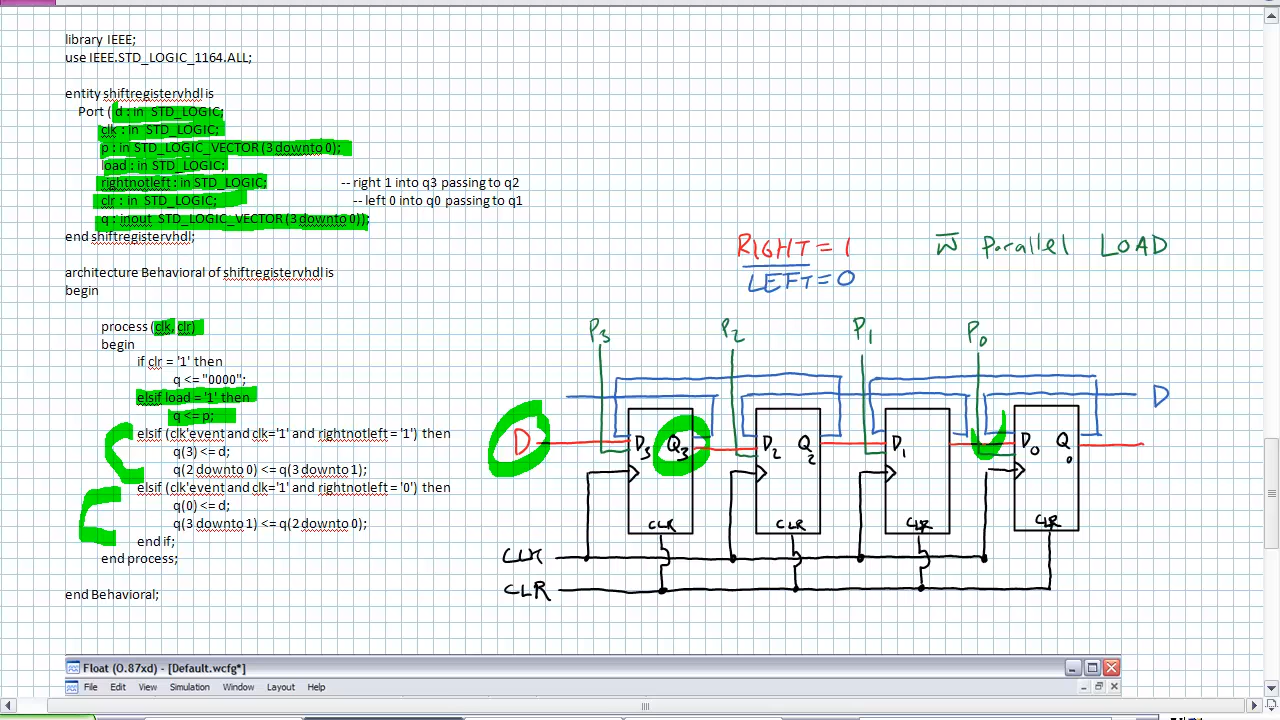 library IEEE;
use IEEE.STD_LOGIC_1164.ALL;
entity shiftregistervhdl is
Port ( d : in STD_LOGIC;
clk : in STD_LOGIC;
p : in STD_LOGIC_VECTOR (3 downto 0);
load : in STD_LOGIC;
rightnotleft : in STD_LOGIC; -- right 1 into q3 passing to q2
clr : in STD_LOGIC; -- left 0 into q0 passing to q1
q : inout STD_LOGIC_VECTOR (3 downto 0));
end shiftregistervhdl;
architecture Behavioral of shiftregistervhdl is
begin
process (clk, clr)
begin
if clr = '1' then
q <= "0000";
elsif load = '1' then
q <= p;
elsif (clk'event and clk='1' and rightnotleft = '1') then
q(3) <= d;
q(2 downto 0) <= q(3 downto 1);
elsif (clk'event and clk='1' and rightnotleft = '0') then
q(0) <= d;
q(3 downto 1) <= q(2 downto 0);
end if;
end process;
end Behavioral;
RIGHT = 1
LEFT = 0
w̅ Parallel LOAD
P3 P2 P1 P0
D
D D3 Q3 D2 Q2 D1 D0 Q0
CLR CLR CLR CLR
CLK
CLR
Float (0.87xd) - [Default.wcfg*]
File Edit View Simulation Window Layout Help